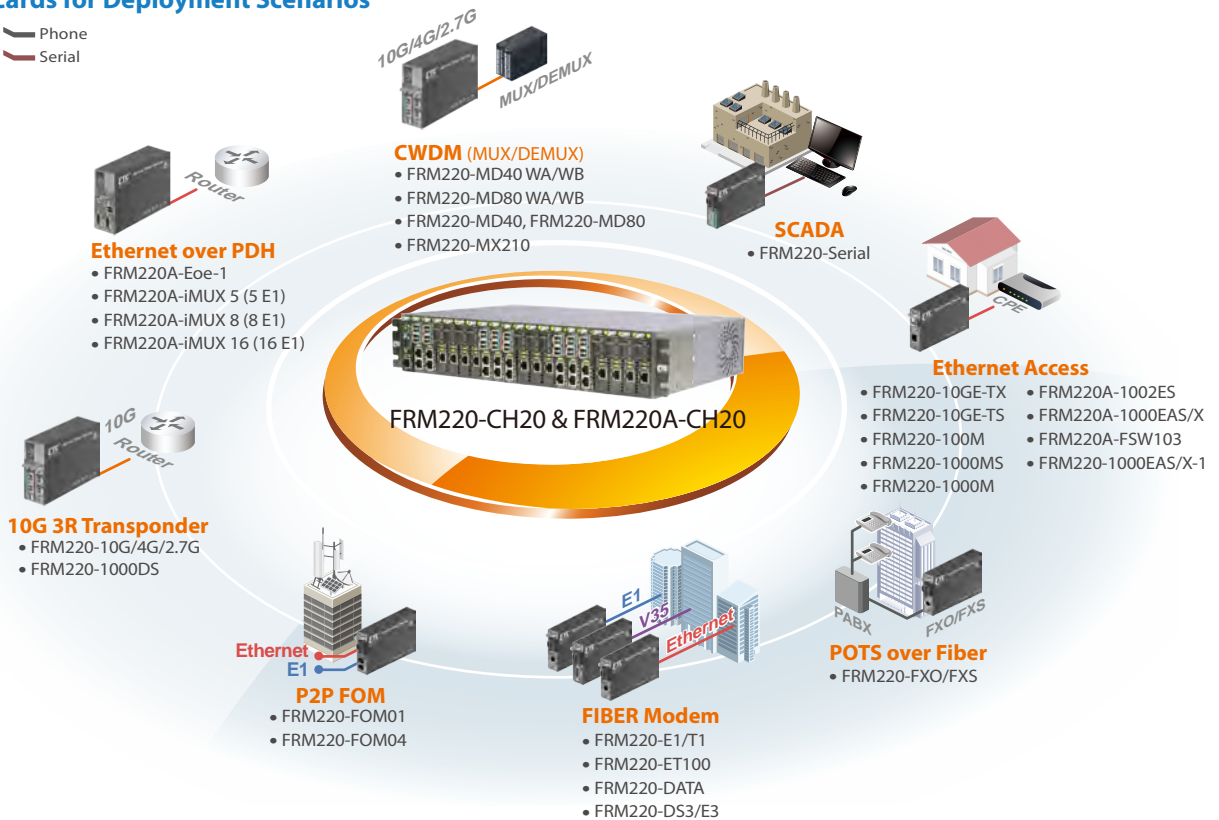 Cards for Deployment Scenarios
Phone
Serial
10G/4G/2.7G
MUX/DEMUX
CWDM (MUX/DEMUX)
• FRM220-MD40 WA/WB
• FRM220-MD80 WA/WB
• FRM220-MD40, FRM220-MD80
• FRM220-MX210
Router
Ethernet over PDH
• FRM220A-Eoe-1
• FRM220A-iMUX 5 (5 E1)
• FRM220A-iMUX 8 (8 E1)
• FRM220A-iMUX 16 (16 E1)
SCADA
• FRM220-Serial
CPE
Ethernet Access
• FRM220-10GE-TX
• FRM220-10GE-TS
• FRM220-100M
• FRM220-1000MS
• FRM220-1000M
• FRM220A-1002ES
• FRM220A-1000EAS/X
• FRM220A-FSW103
• FRM220-1000EAS/X-1
FRM220-CH20 & FRM220A-CH20
10G
Router
10G 3R Transponder
• FRM220-10G/4G/2.7G
• FRM220-1000DS
Ethernet
E1
P2P FOM
• FRM220-FOM01
• FRM220-FOM04
E1
V35
Ethernet
FIBER Modem
• FRM220-E1/T1
• FRM220-ET100
• FRM220-DATA
• FRM220-DS3/E3
PABX
FXO/FXS
POTS over Fiber
• FRM220-FXO/FXS